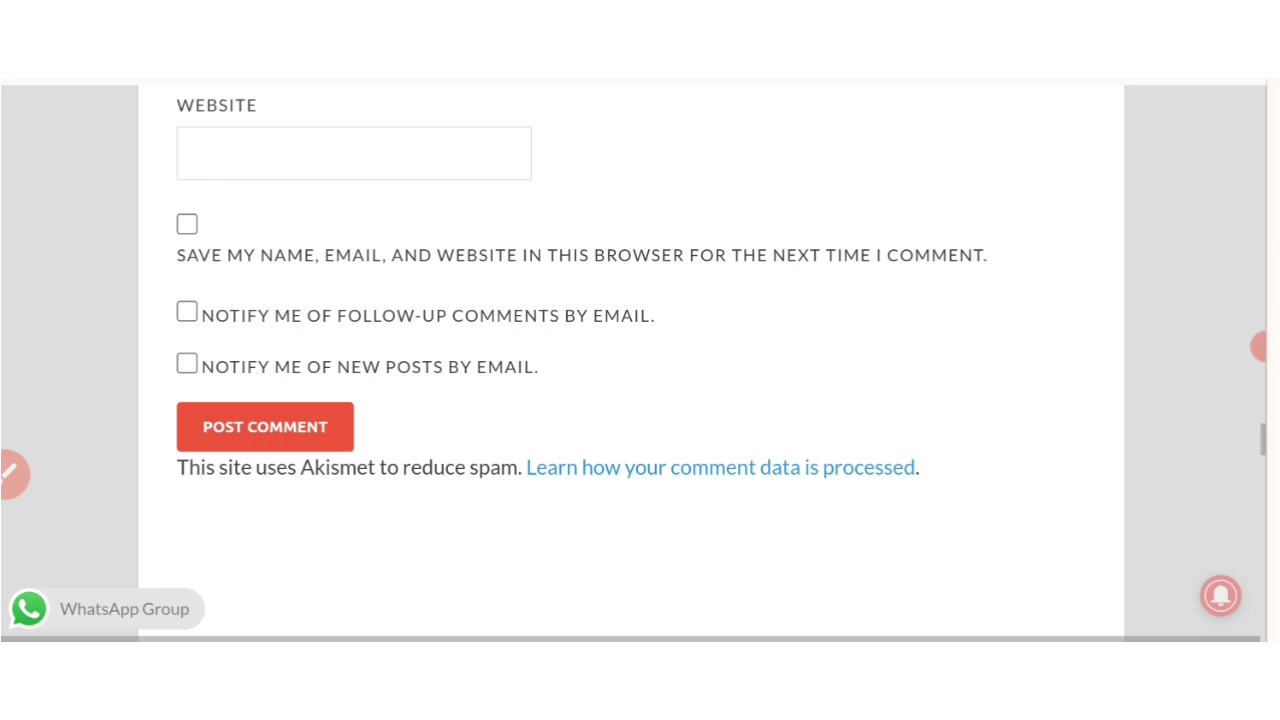 WEBSITE
SAVE MY NAME, EMAIL, AND WEBSITE IN THIS BROWSER FOR THE NEXT TIME I COMMENT.
NOTIFY ME OF FOLLOW-UP COMMENTS BY EMAIL.
NOTIFY ME OF NEW POSTS BY EMAIL.
POST COMMENT
This site uses Akismet to reduce spam. Learn how your comment data is processed.
WhatsApp Group